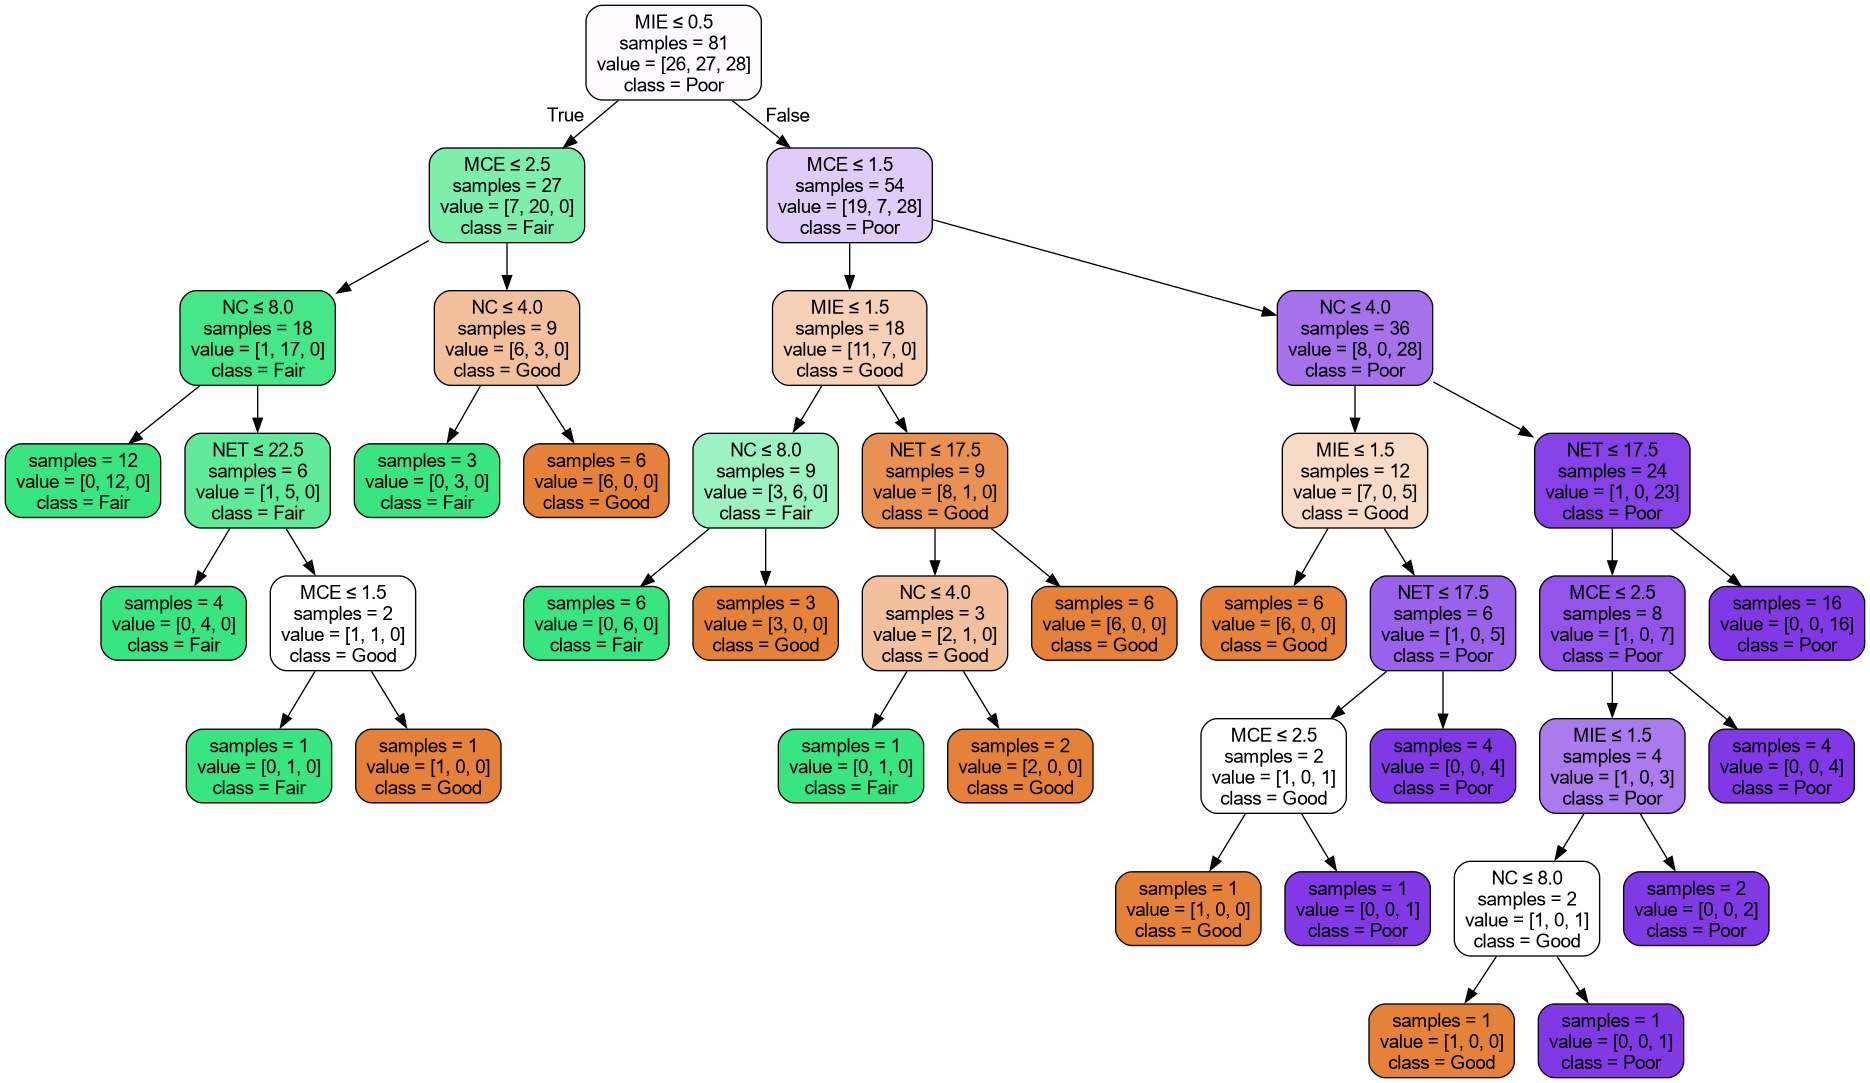 MIE ≤ 0.5
samples = 81
value = [26, 27, 28]
class = Poor
True
False
MCE ≤ 2.5
samples = 27
value = [7, 20, 0]
class = Fair
MCE ≤ 1.5
samples = 54
value = [19, 7, 28]
class = Poor
NC ≤ 8.0
samples = 18
value = [1, 17, 0]
class = Fair
NC ≤ 4.0
samples = 9
value = [6, 3, 0]
class = Good
MIE ≤ 1.5
samples = 18
value = [11, 7, 0]
class = Good
NC ≤ 4.0
samples = 36
value = [8, 0, 28]
class = Poor
samples = 12
value = [0, 12, 0]
class = Fair
NET ≤ 22.5
samples = 6
value = [1, 5, 0]
class = Fair
samples = 3
value = [0, 3, 0]
class = Fair
samples = 6
value = [6, 0, 0]
class = Good
NC ≤ 8.0
samples = 9
value = [3, 6, 0]
class = Fair
NET ≤ 17.5
samples = 9
value = [8, 1, 0]
class = Good
MIE ≤ 1.5
samples = 12
value = [7, 0, 5]
class = Good
NET ≤ 17.5
samples = 24
value = [1, 0, 23]
class = Poor
samples = 4
value = [0, 4, 0]
class = Fair
MCE ≤ 1.5
samples = 2
value = [1, 1, 0]
class = Good
samples = 6
value = [0, 6, 0]
class = Fair
samples = 3
value = [3, 0, 0]
class = Good
NC ≤ 4.0
samples = 3
value = [2, 1, 0]
class = Good
samples = 6
value = [6, 0, 0]
class = Good
samples = 6
value = [6, 0, 0]
class = Good
NET ≤ 17.5
samples = 6
value = [1, 0, 5]
class = Poor
MCE ≤ 2.5
samples = 8
value = [1, 0, 7]
class = Poor
samples = 16
value = [0, 0, 16]
class = Poor
samples = 1
value = [0, 1, 0]
class = Fair
samples = 1
value = [1, 0, 0]
class = Good
samples = 1
value = [0, 1, 0]
class = Fair
samples = 2
value = [2, 0, 0]
class = Good
MCE ≤ 2.5
samples = 2
value = [1, 0, 1]
class = Good
samples = 4
value = [0, 0, 4]
class = Poor
MIE ≤ 1.5
samples = 4
value = [1, 0, 3]
class = Poor
samples = 4
value = [0, 0, 4]
class = Poor
samples = 1
value = [1, 0, 0]
class = Good
samples = 1
value = [0, 0, 1]
class = Poor
NC ≤ 8.0
samples = 2
value = [1, 0, 1]
class = Good
samples = 2
value = [0, 0, 2]
class = Poor
samples = 1
value = [1, 0, 0]
class = Good
samples = 1
value = [0, 0, 1]
class = Poor